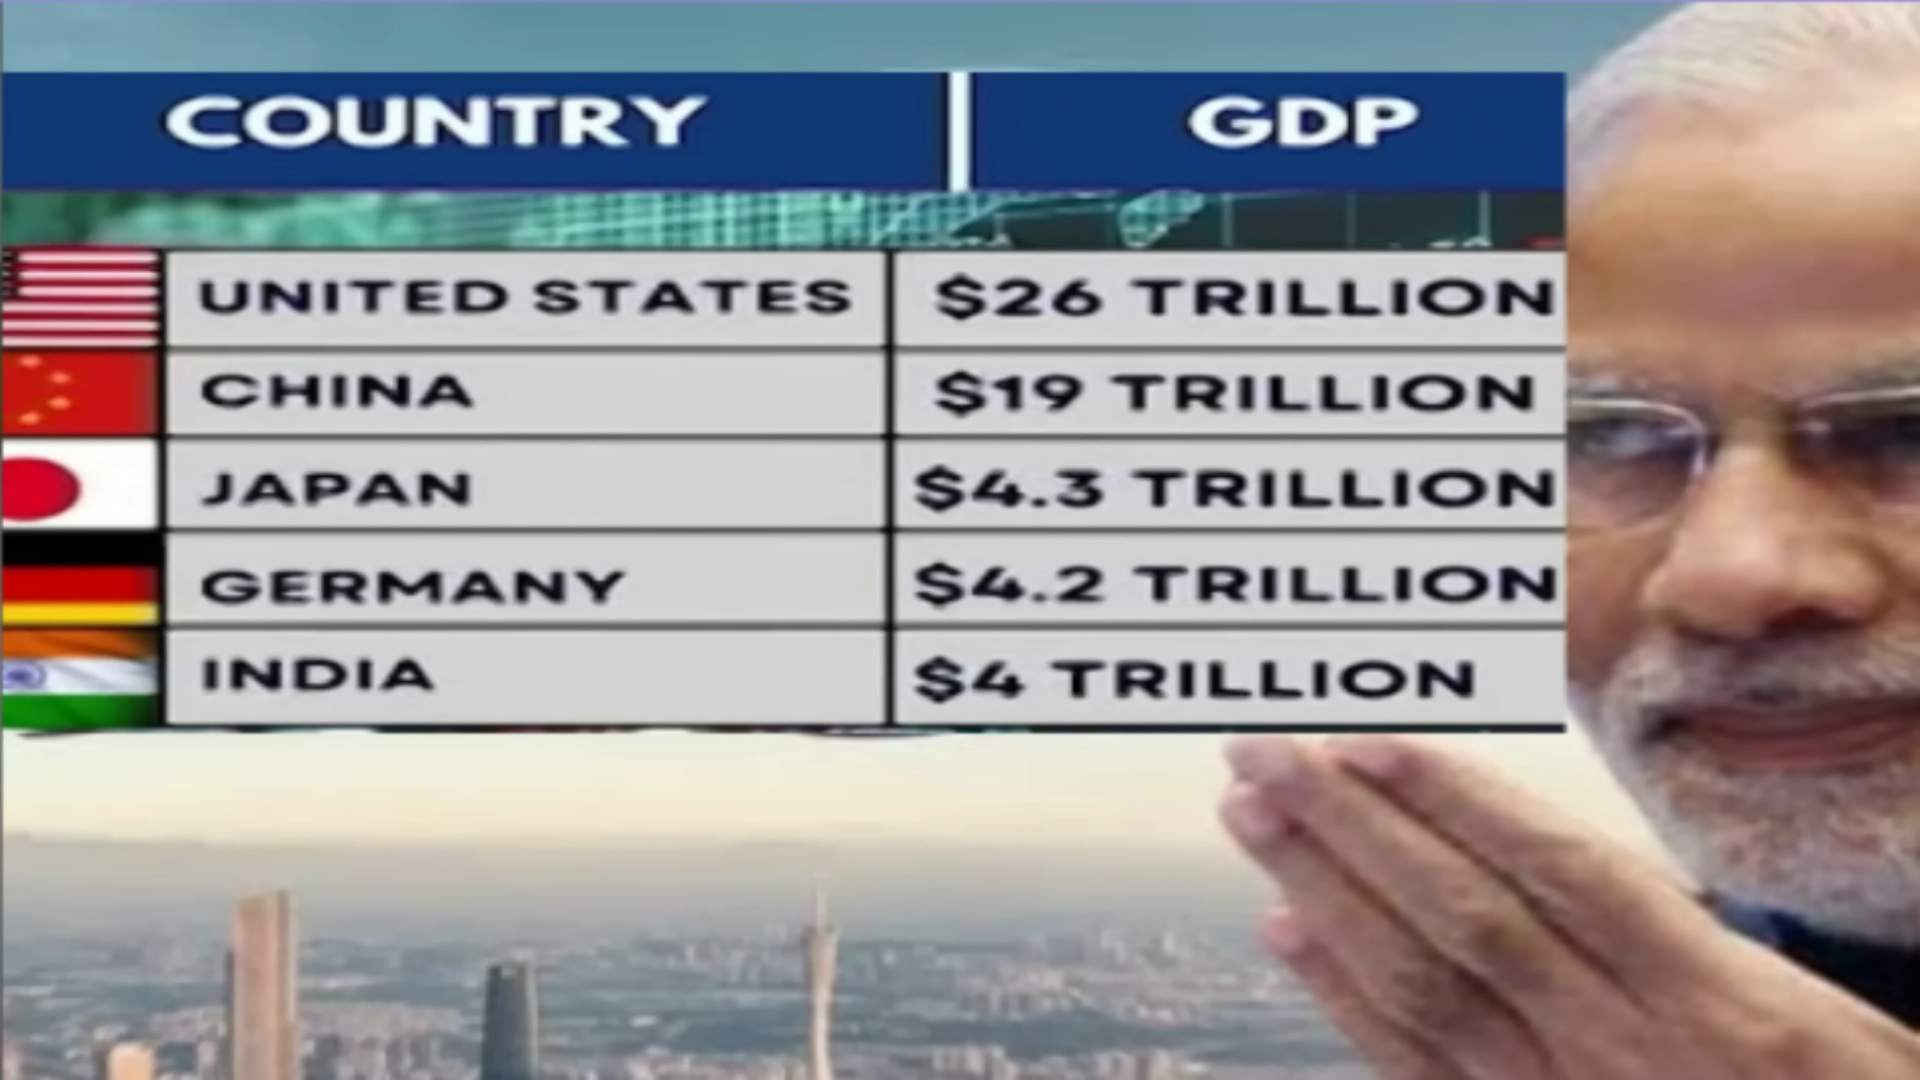 COUNTRY GDP
UNITED STATES $26 TRILLION
CHINA $19 TRILLION
JAPAN $4.3 TRILLION
GERMANY $4.2 TRILLION
INDIA $4 TRILLION